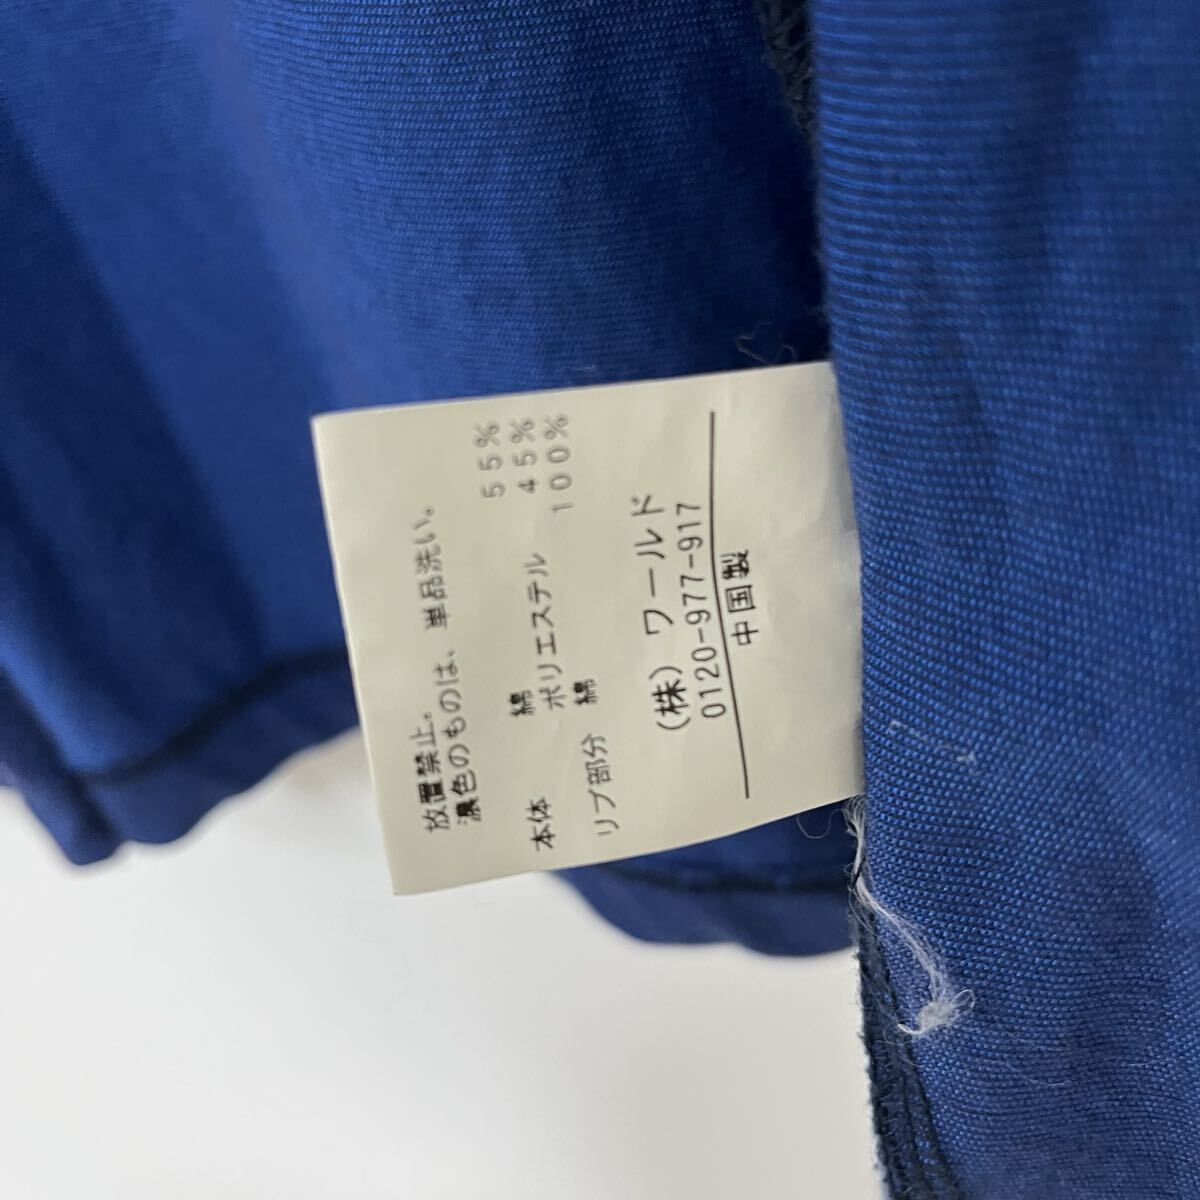 放置禁止。
濃色のものは、単品洗い。
本体 綿 55%
ポリエステル 45%
リブ部分 綿 100%
(株) ワールド
0120-977-917
中国製